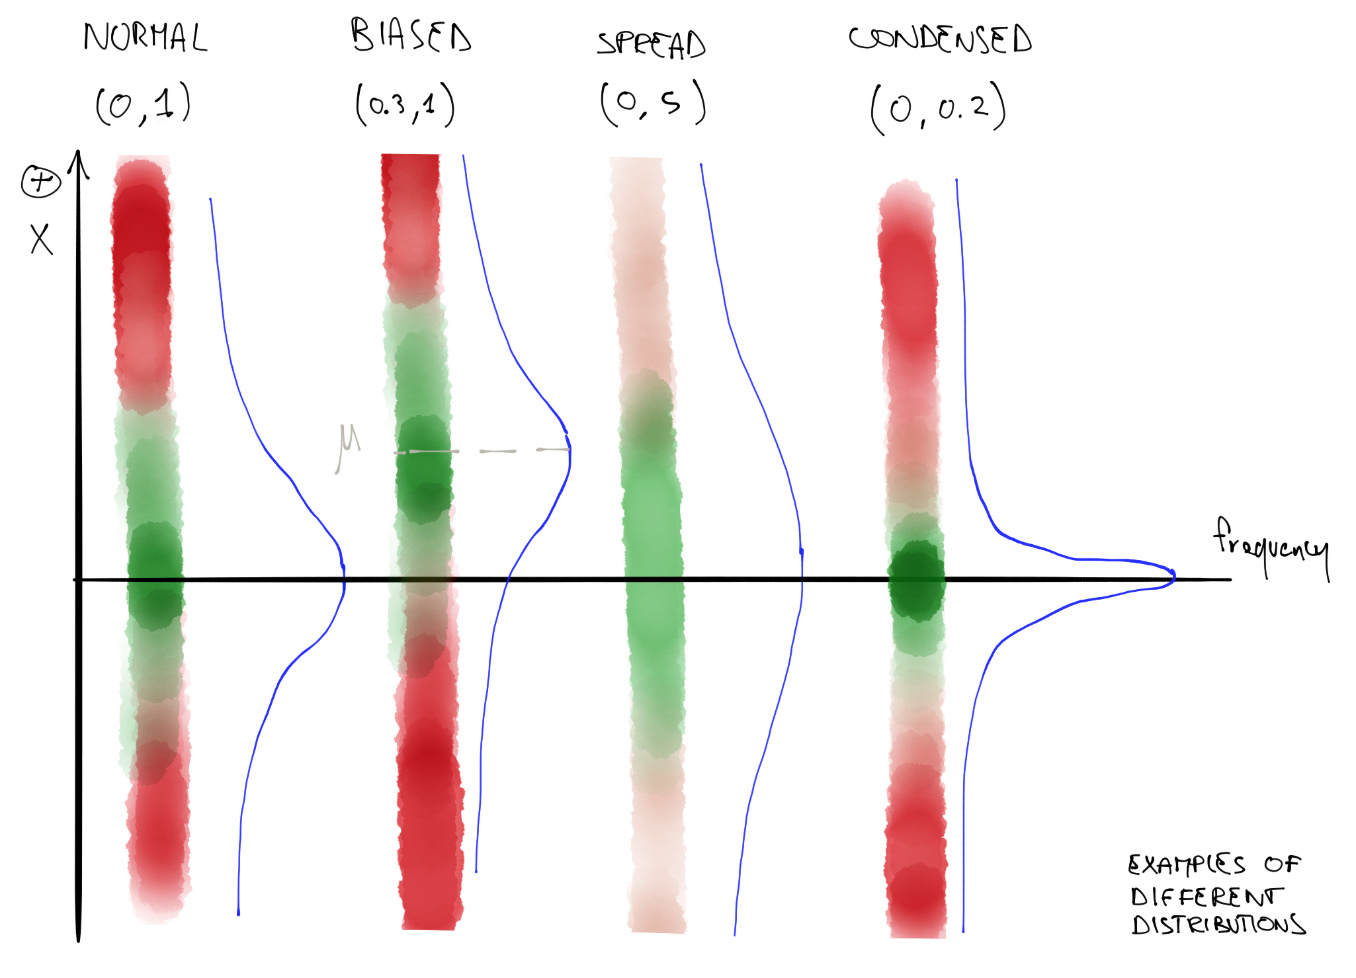 NORMAL BIASED SPREAD CONDENSED
(0,1) (0.3,1) (0,5) (0,0.2)
+
X
μ
frequency
EXAMPLES OF
DIFFERENT
DISTRIBUTIONS